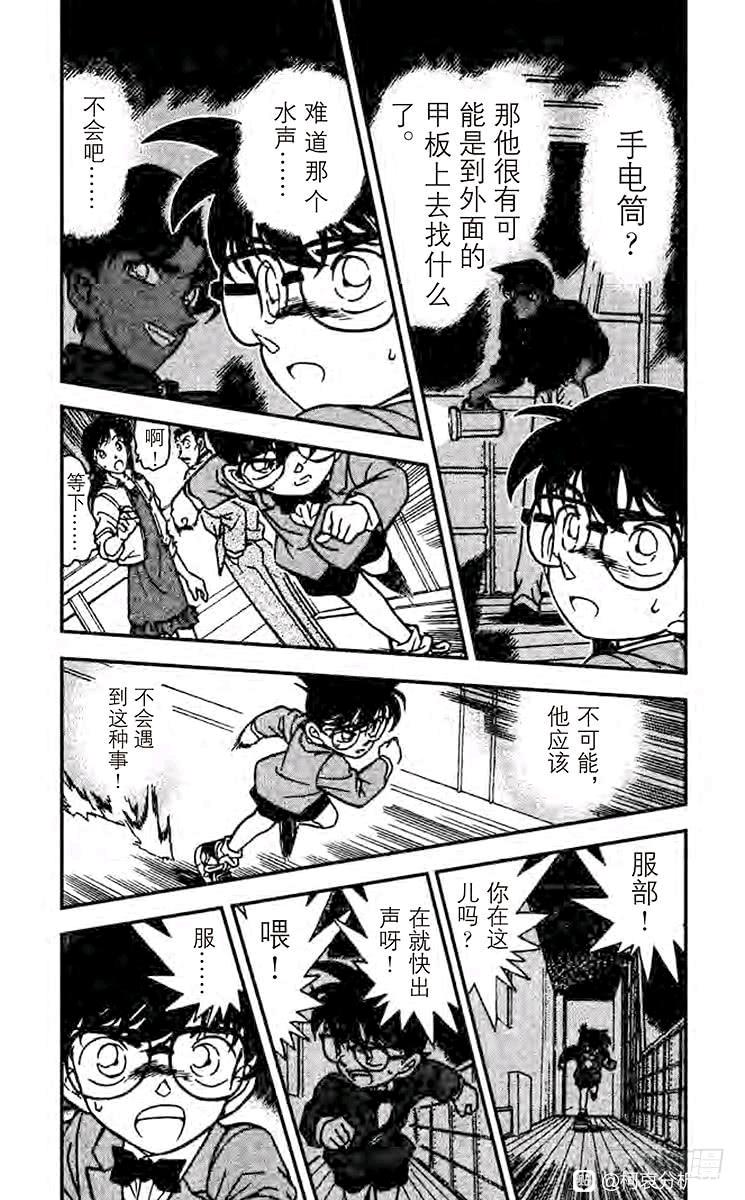 手电筒？
那他很有可
能是到外面的
甲板上去找什么
了。
难道那个
水声……
不会吧……
啊！
等下……
不可能，
他应该
不会遇
到这种事！
服部！
你在这
儿吗？
在就快出
声呀！
喂！
服……
@柯哀分析